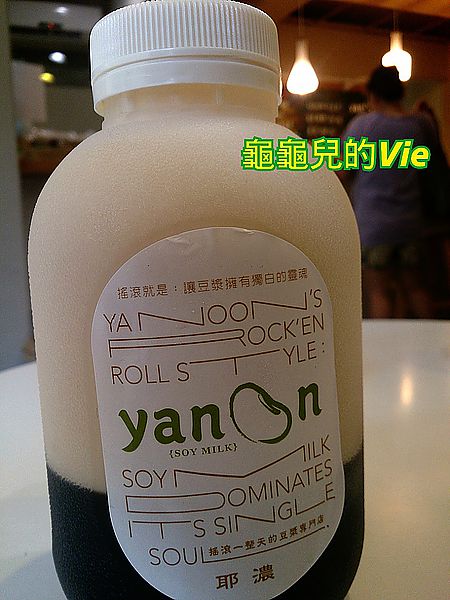 龜龜兒的Vie
搖滾就是：讓豆漿擁有獨白的靈魂
YANOON'S
ROCK'EN
ROLL STYLE:
yanoon
{SOY MILK}
SOY MILK
DOMINATES
ITS SINGLE
SOUL
搖滾一整天的豆漿專門店
耶濃